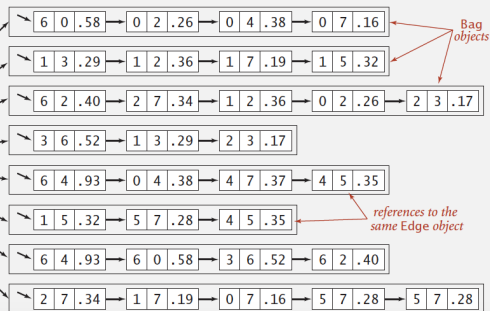 6 0 .58 0 2 .26 0 4 .38 0 7 .16
Bag
objects
1 3 .29 1 2 .36 1 7 .19 1 5 .32
6 2 .40 2 7 .34 1 2 .36 0 2 .26 2 3 .17
3 6 .52 1 3 .29 2 3 .17
6 4 .93 0 4 .38 4 7 .37 4 5 .35
1 5 .32 5 7 .28 4 5 .35
references to the
same Edge object
6 4 .93 6 0 .58 3 6 .52 6 2 .40
2 7 .34 1 7 .19 0 7 .16 5 7 .28 5 7 .28